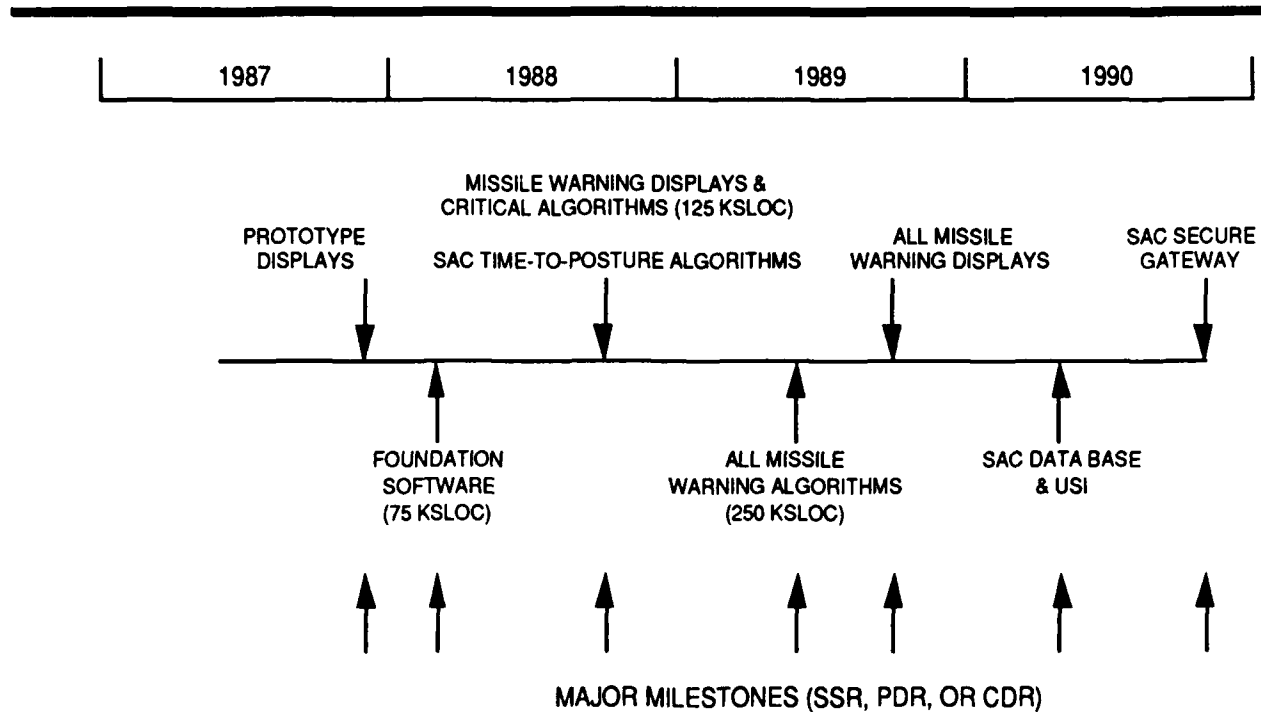 1987 1988 1989 1990
MISSILE WARNING DISPLAYS &
CRITICAL ALGORITHMS (125 KSLOC)
PROTOTYPE
DISPLAYS
SAC TIME-TO-POSTURE ALGORITHMS
ALL MISSILE
WARNING DISPLAYS
SAC SECURE
GATEWAY
FOUNDATION
SOFTWARE
(75 KSLOC)
ALL MISSILE
WARNING ALGORITHMS
(250 KSLOC)
SAC DATA BASE
& USI
MAJOR MILESTONES (SSR, PDR, OR CDR)